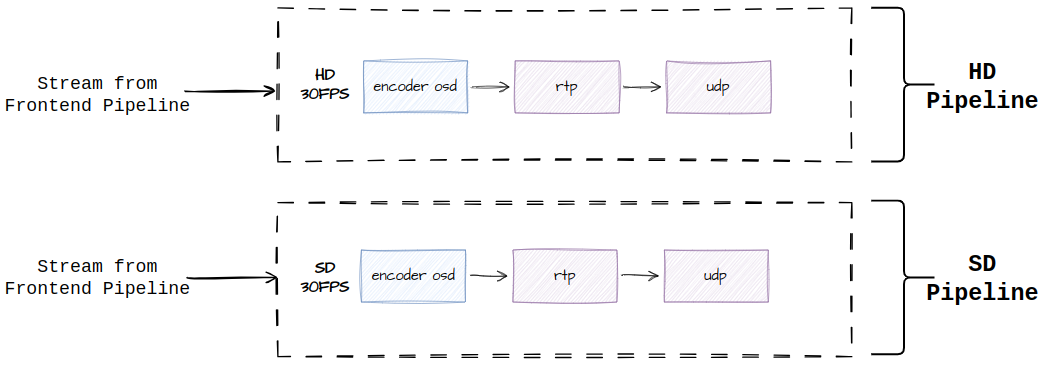 Stream from
Frontend Pipeline
HD
30FPS
encoder osd
rtp
udp
HD
Pipeline
Stream from
Frontend Pipeline
SD
30FPS
encoder osd
rtp
udp
SD
Pipeline